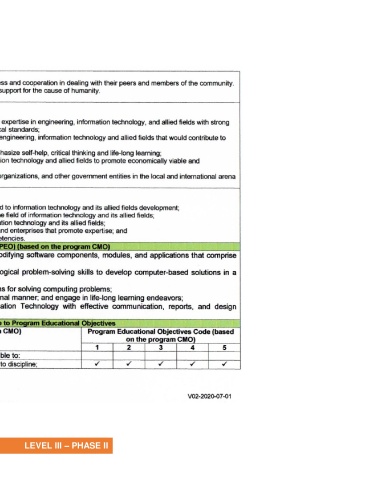 ss and cooperation in dealing with their peers and members of the community.
support for the cause of humanity.
expertise in engineering, information technology, and allied fields with strong
cal standards;
engineering, information technology and allied fields that would contribute to
hasize self-help, critical thinking and life-long learning;
ion technology and allied fields to promote economically viable and
organizations, and other government entities in the local and international arena
d to information technology and its allied fields development;
e field of information technology and its allied fields;
ation technology and its allied fields;
nd enterprises that promote expertise; and
etencies.
PEO) (based on the program CMO)
odifying software components, modules, and applications that comprise
ogical problem-solving skills to develop computer-based solutions in a
s for solving computing problems;
nal manner; and engage in life-long learning endeavors;
ation Technology with effective communication, reports, and design
e to Program Educational Objectives
CMO) Program Educational Objectives Code (based
on the program CMO)
1 2 3 4 5
ble to:
to discipline; ✓ ✓ ✓ ✓ ✓
V02-2020-07-01
LEVEL III – PHASE II